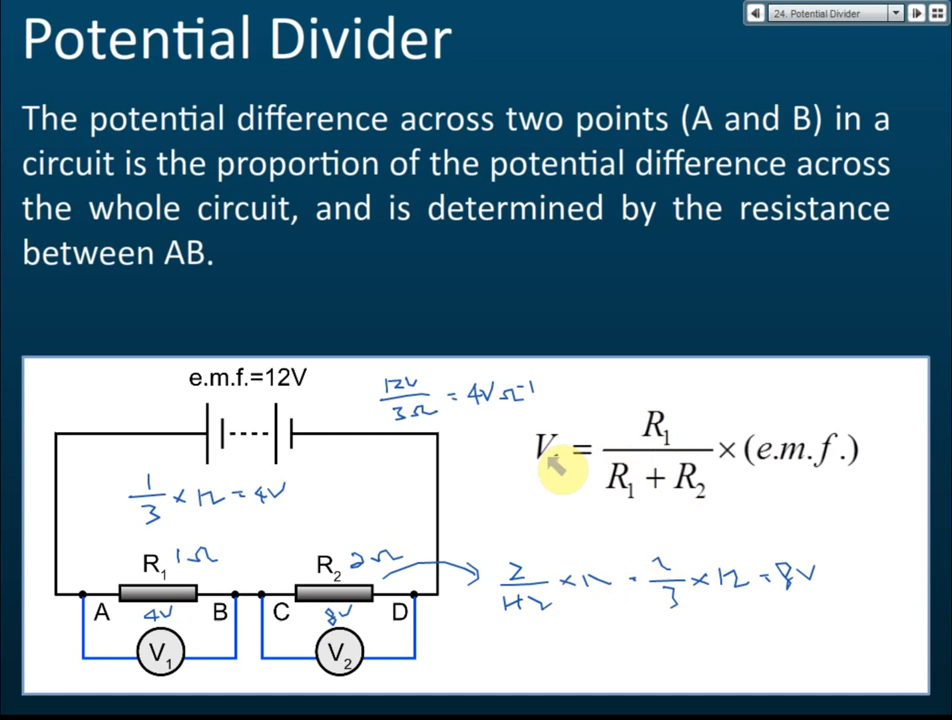 24. Potential Divider
Potential Divider
The potential difference across two points (A and B) in a
circuit is the proportion of the potential difference across
the whole circuit, and is determined by the resistance
between AB.
e.m.f.=12V
12V/3Ω = 4VΩ⁻¹
V₁ = R₁/(R₁ + R₂) × (e.m.f.)
1/3 × 12 = 4V
R₁ 1Ω
R₂ 2Ω
2/1+2 × 12 = 2/3 × 12 = 8V
A 4V B C 8V D
V₁ V₂